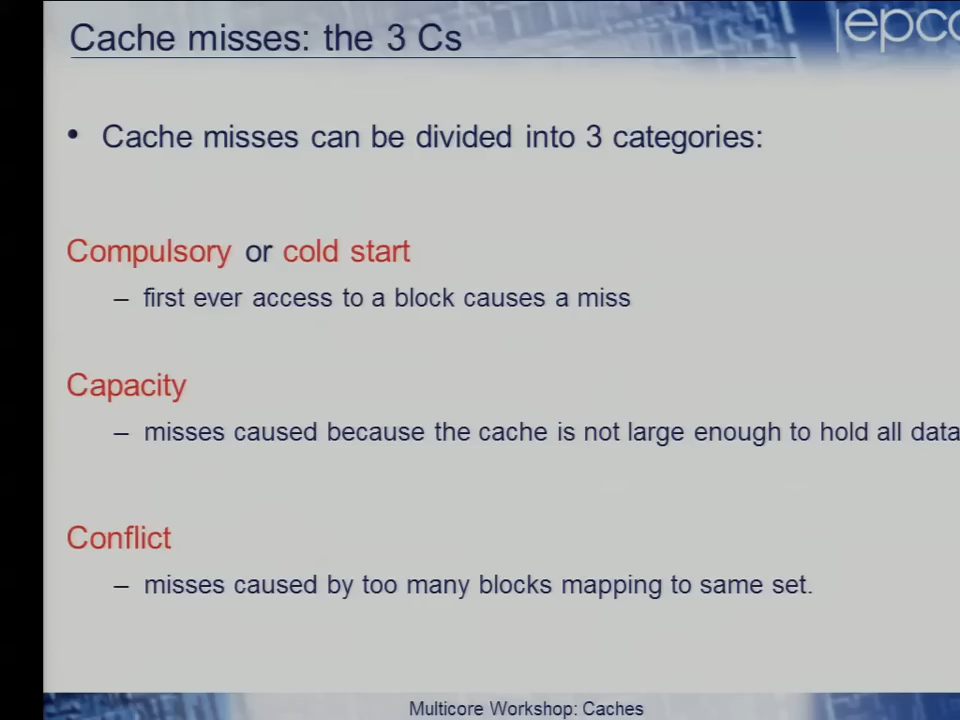 Cache misses: the 3 Cs
|epcc
• Cache misses can be divided into 3 categories:
Compulsory or cold start
– first ever access to a block causes a miss
Capacity
– misses caused because the cache is not large enough to hold all data
Conflict
– misses caused by too many blocks mapping to same set.
Multicore Workshop: Caches